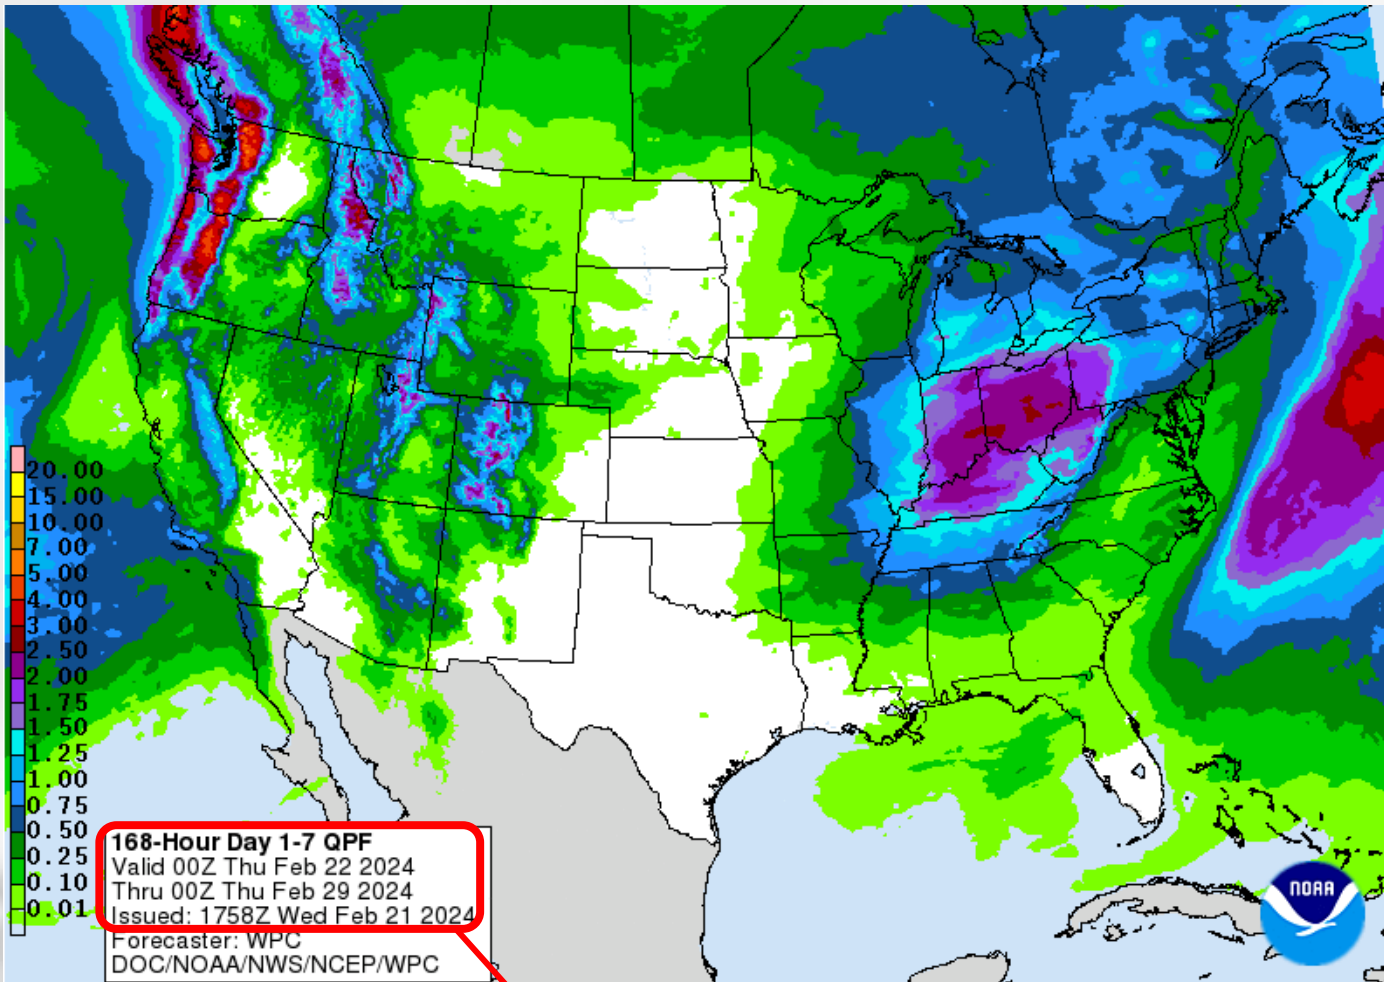 20.00
15.00
10.00
7.00
5.00
4.00
3.00
2.50
2.00
1.75
1.50
1.25
1.00
0.75
0.50
0.25
0.10
0.01
168-Hour Day 1-7 QPF
Valid 00Z Thu Feb 22 2024
Thru 00Z Thu Feb 29 2024
Issued: 1758Z Wed Feb 21 2024
Forecaster: WPC
DOC/NOAA/NWS/NCEP/WPC
NOAA